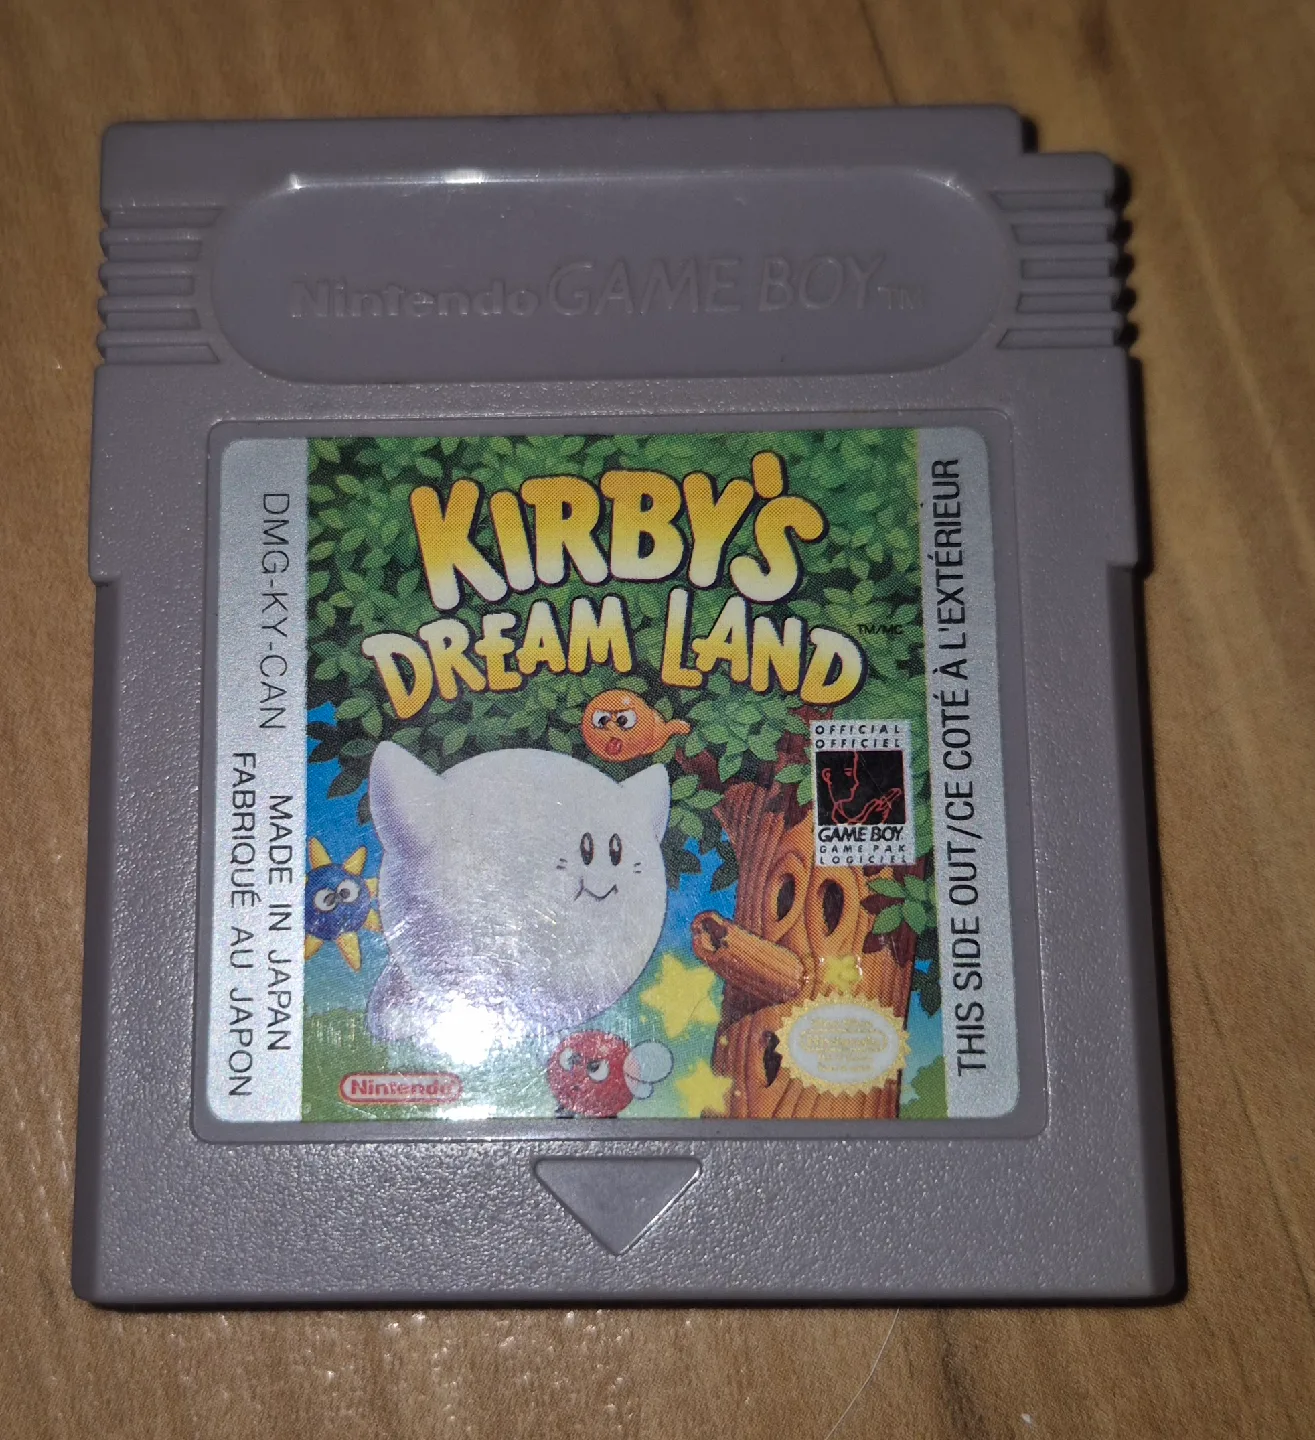 Nintendo GAME BOY™
KIRBY'S
DREAM LAND
TM/MC
DMG-KY-CAN MADE IN JAPAN
FABRIQUÉ AU JAPON
OFFICIAL
OFFICIEL
GAME BOY
GAME PAK
LOGICIEL
THIS SIDE OUT/CE COTÉ À L'EXTÉRIEUR
Nintendo